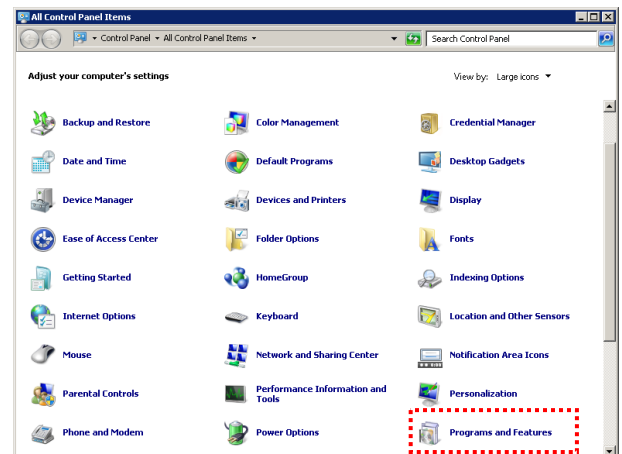 All Control Panel Items
Control Panel All Control Panel Items
Search Control Panel
Adjust your computer's settings
View by: Large icons
Backup and Restore
Color Management
Credential Manager
Date and Time
Default Programs
Desktop Gadgets
Device Manager
Devices and Printers
Display
Ease of Access Center
Folder Options
Fonts
Getting Started
HomeGroup
Indexing Options
Internet Options
Keyboard
Location and Other Sensors
Mouse
Network and Sharing Center
Notification Area Icons
Parental Controls
Performance Information and
Tools
Personalization
Phone and Modem
Power Options
Programs and Features